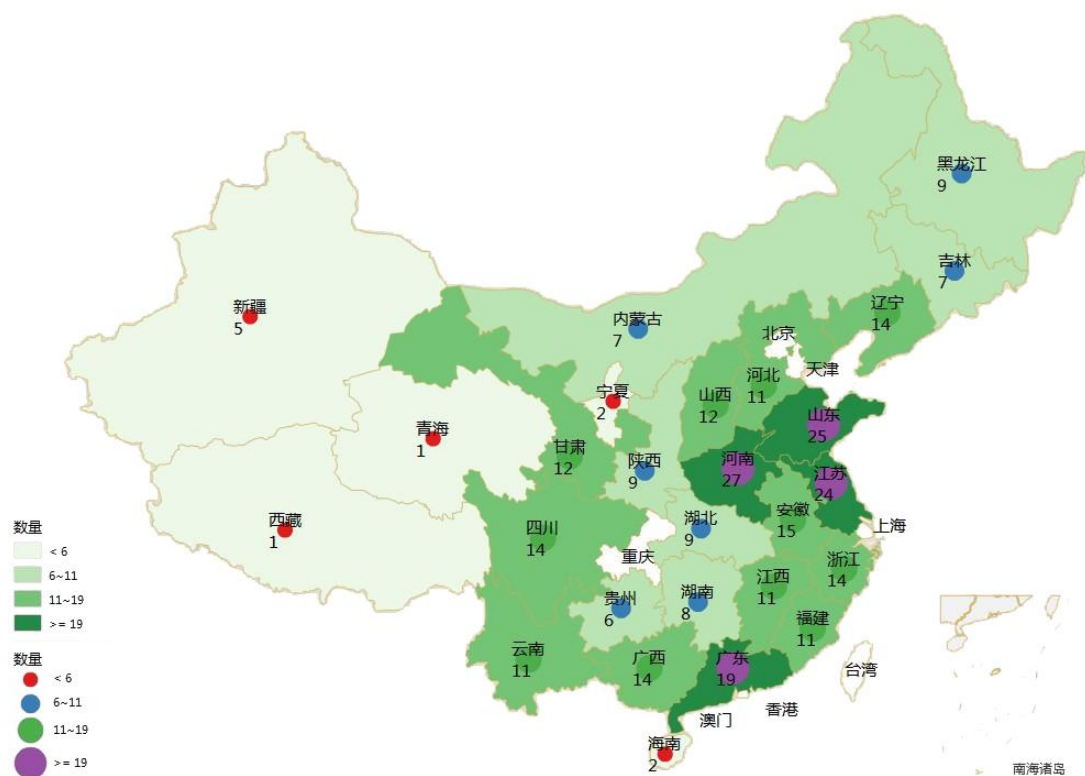 黑龙江
9
吉林
7
辽宁
14
新疆
5
内蒙古
7
北京
天津
河北
11
山西
12
宁夏
2
山东
25
青海
1
甘肃
12
陕西
9
河南
27
江苏
24
西藏
1
四川
14
湖北
9
安徽
15
上海
重庆
浙江
14
贵州
6
湖南
8
江西
11
福建
11
云南
11
广西
14
广东
19
台湾
香港
澳门
海南
2
南海诸岛
数量
< 6
6~11
11~19
>= 19
数量
< 6
6~11
11~19
>= 19